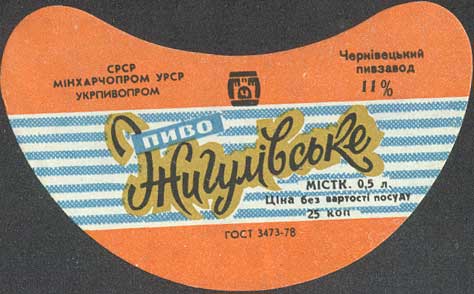 СРСР
МІНХАРЧОПРОМ УРСР
УКРПИВОПРОМ
Чернівецький
пивзавод
11%
ПИВО
Жигулівське
МІСТК. 0,5 л.
Ціна без вартості посуду
25 коп
ГОСТ 3473-78